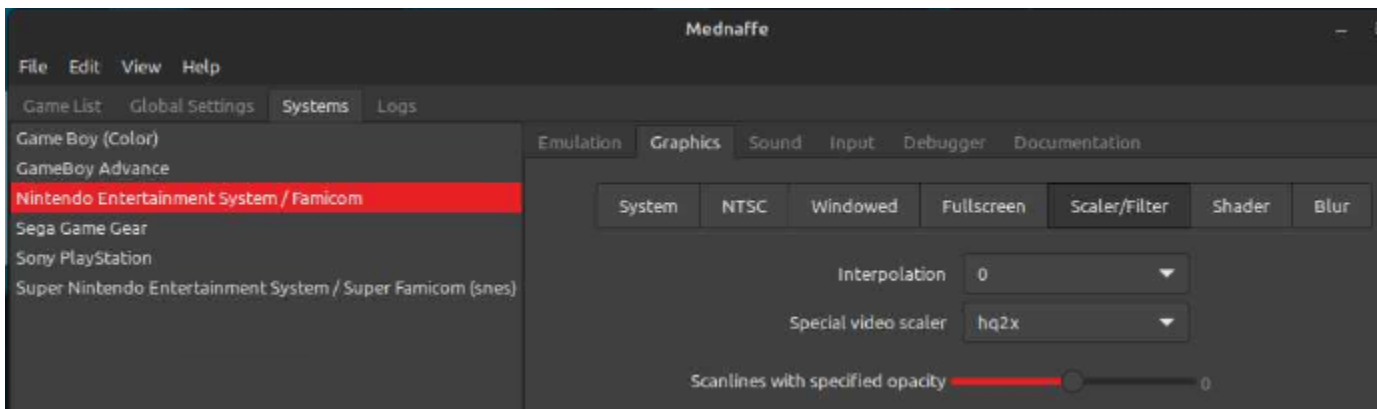 Mednaffe
File Edit View Help
Game List Global Settings Systems Logs
Game Boy (Color)
GameBoy Advance
Nintendo Entertainment System / Famicom
Sega Game Gear
Sony PlayStation
Super Nintendo Entertainment System / Super Famicom (snes)
Emulation Graphics Sound Input Debugger Documentation
System NTSC Windowed Fullscreen Scaler/Filter Shader Blur
Interpolation 0
Special video scaler hq2x
Scanlines with specified opacity 0